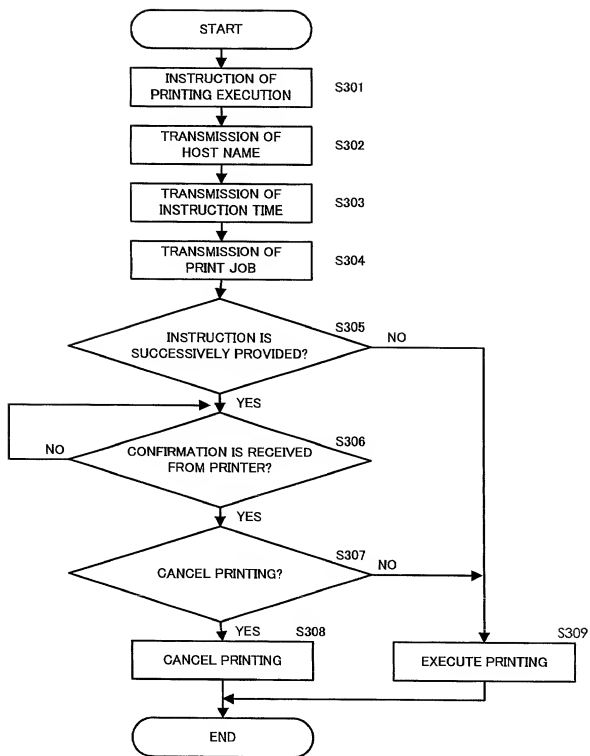 START
INSTRUCTION OF
PRINTING EXECUTION
S301
TRANSMISSION OF
HOST NAME
S302
TRANSMISSION OF
INSTRUCTION TIME
S303
TRANSMISSION OF
PRINT JOB
S304
S305
INSTRUCTION IS
SUCCESSIVELY PROVIDED?
NO
YES
S306
CONFIRMATION IS RECEIVED
FROM PRINTER?
NO
YES
S307
CANCEL PRINTING?
NO
YES
S308
CANCEL PRINTING
S309
EXECUTE PRINTING
END